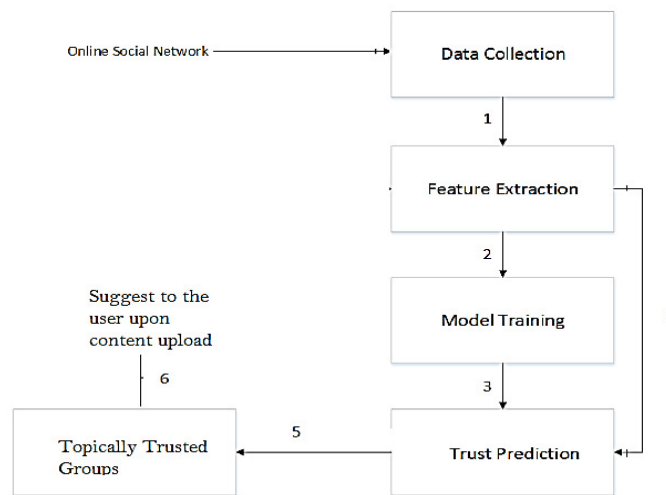 Online Social Network
Data Collection
1
Feature Extraction
2
Suggest to the
user upon
content upload
Model Training
6
3
5
Topically Trusted
Groups
Trust Prediction